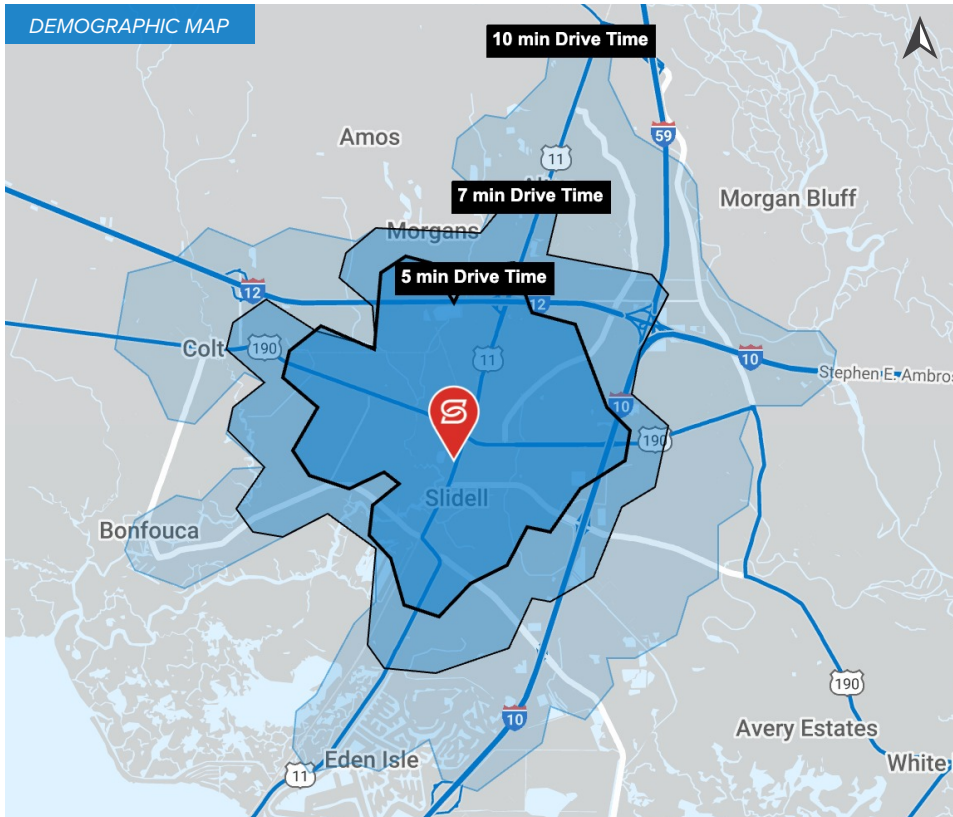 DEMOGRAPHIC MAP
10 min Drive Time
59
Amos
11
7 min Drive Time
Morgan Bluff
Morgans
5 min Drive Time
12
12
Colt
190
11
10
Stephen E. Ambros
10
190
S
Slidell
Bonfouca
190
10
Avery Estates
Eden Isle
White
11